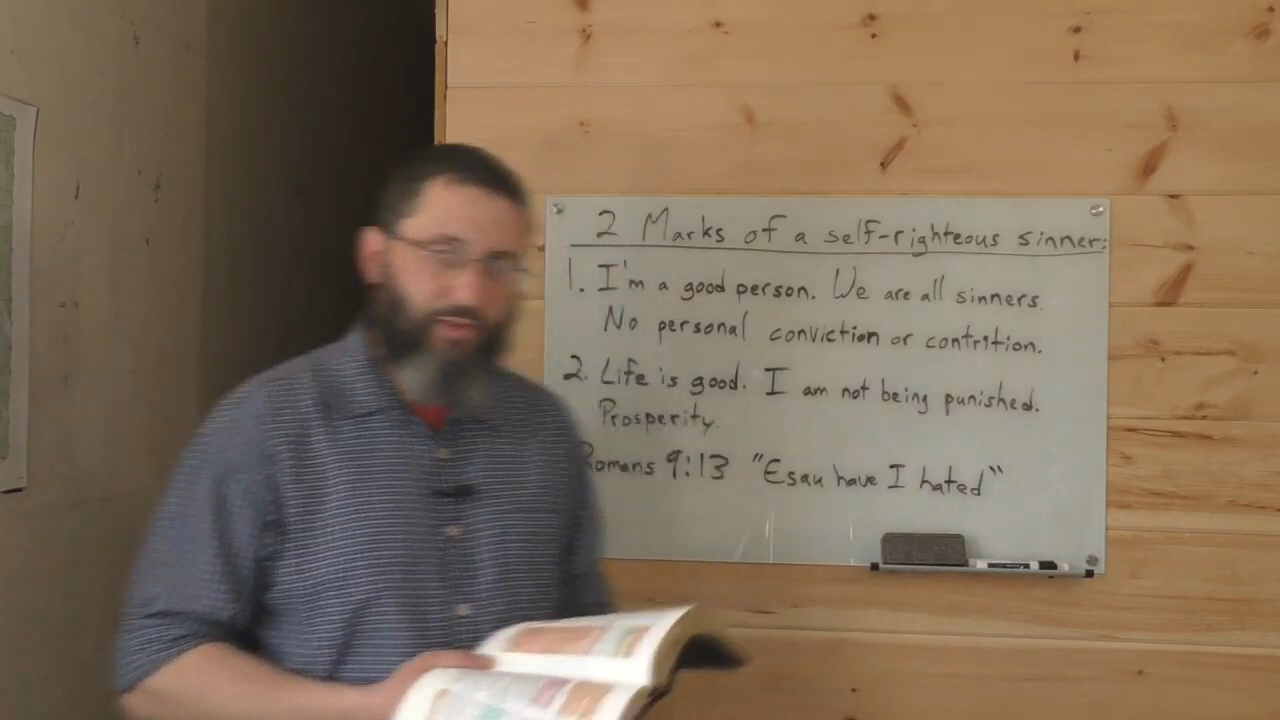 2 Marks of a self-righteous sinner:
1. I'm a good person. We are all sinners.
No personal conviction or contrition.
2. Life is good. I am not being punished.
Prosperity.
Romans 9:13 "Esau have I hated"